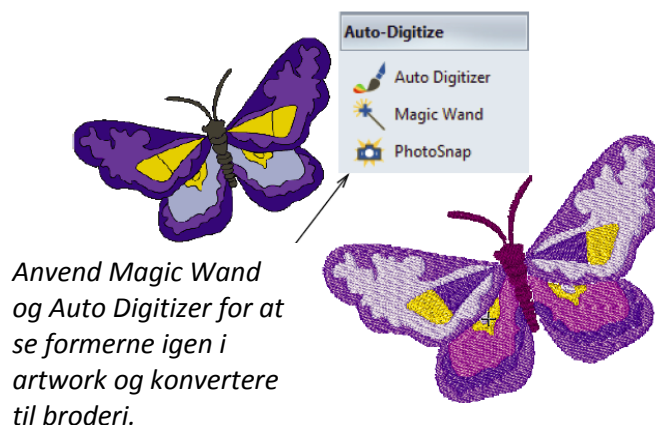 Auto-Digitize
Auto Digitizer
Magic Wand
PhotoSnap
Anvend Magic Wand
og Auto Digitizer for at
se formerne igen i
artwork og konvertere
til broderi.